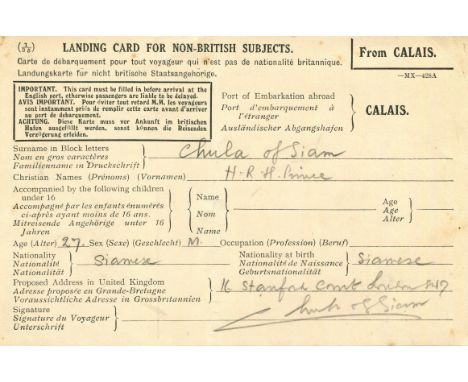 (3/35)
LANDING CARD FOR NON-BRITISH SUBJECTS.
Carte de débarquement pour tout voyageur qui n'est pas de nationalité britannique.
Landungskarte für nicht britische Staatsangehörige.
From CALAIS.
—MX—428A
IMPORTANT. This card must be filled in before arrival at the
English port, otherwise passengers are liable to be delayed.
AVIS IMPORTANT. Pour éviter tout retard M.M. les voyageurs
sont instamment priés de remplir cette carte avant d'arriver
au port de débarquement.
ACHTUNG. Diese Karte muss vor Ankunft im britischen
Hafen ausgefüllt werden, sonst können die Reisenden
Verzögerung erleiden.
Port of Embarkation abroad
Port d'embarquement à
l'étranger
Ausländischer Abgangshafen
CALAIS.
Surname in Block letters
Nom en gros caractères
Familienname in Druckschrift
Chula of Siam
Christian Names (Prénoms) (Vornamen)
H.R.H. Prince
Accompanied by the following children
under 16
Accompagné par les enfants énumérés
ci-après ayant moins de 16 ans.
Mitreisende Angehörige unter 16
Jahren
Name
Nom
Name
Age
Age
Alter
Age (Alter) 27. Sex (Sexe) (Geschlecht) M. Occupation (Profession) (Beruf)
Nationality
Nationalité
Nationalität
Siamese
Nationality at birth
Nationalité de Naissance
Geburtsnationalität
Siamese
Proposed Address in United Kingdom
Adresse proposée en Grande-Bretagne
Voraussichtliche Adresse in Grossbritannien
16 Stanford Court London SW7
Signature
Signature du Voyageur
Unterschrift
Chula of Siam